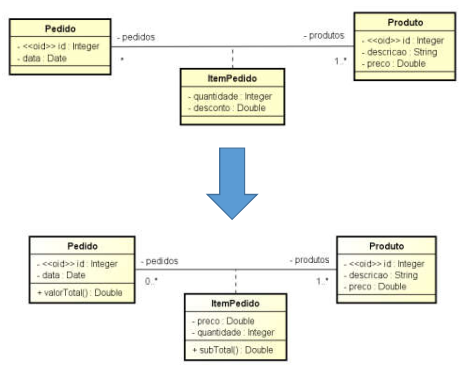 Pedido
- <<oid>> id : Integer
- data : Date
- pedidos
*
- produtos
1..*
Produto
- <<oid>> id : Integer
- descricao : String
- preco : Double
ItemPedido
- quantidade : Integer
- desconto : Double
Pedido
- <<oid>> id : Integer
- data : Date
+ valorTotal() : Double
- pedidos
0..*
- produtos
1..*
Produto
- <<oid>> id : Integer
- descricao : String
- preco : Double
ItemPedido
- preco : Double
- quantidade : Integer
+ subTotal() : Double